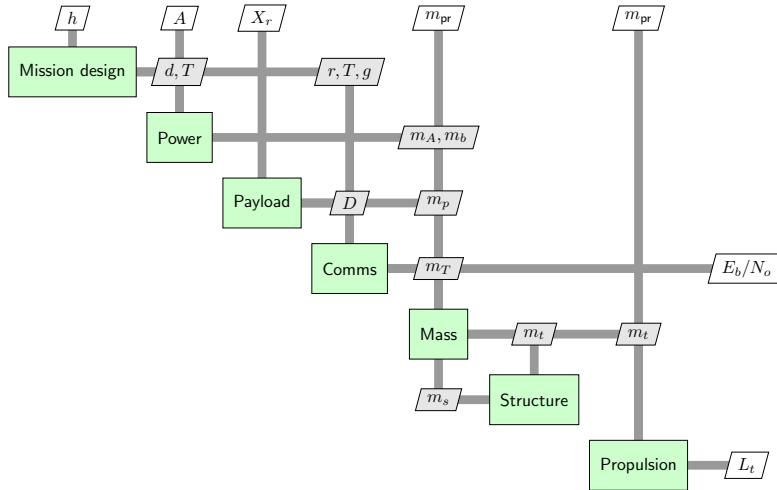 h A X_r m_pr m_pr
Mission design d, T r, T, g
Power m_A, m_b
Payload D m_p
Comms m_T E_b/N_o
Mass m_t m_t
m_s Structure
Propulsion L_t